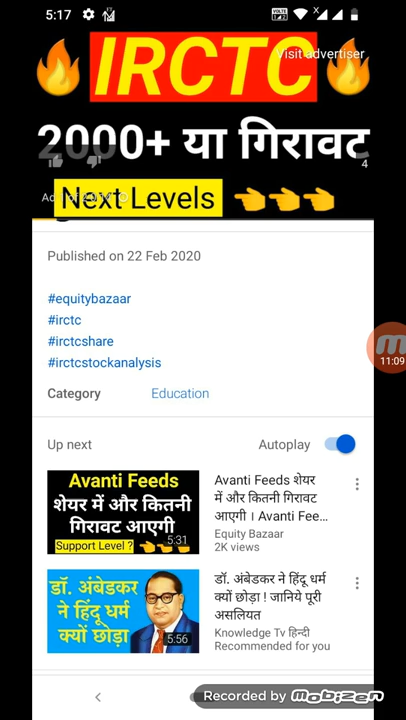 5:17
VOLTE
IRCTC
Visit advertiser
2000+ या गिरावट
4
Next Levels
Published on 22 Feb 2020
#equitybazaar
#irctc
#irctcshare
#irctcstockanalysis
Category Education
11:09
Up next Autoplay
Avanti Feeds
शेयर में और कितनी
गिरावट आएगी
Support Level ?
5:31
Avanti Feeds शेयर
में और कितनी गिरावट
आएगी । Avanti Fee...
Equity Bazaar
2K views
डॉ. अंबेडकर
ने हिंदू धर्म
क्यों छोड़ा
5:56
डॉ. अंबेडकर ने हिंदू धर्म
क्यों छोड़ा ! जानिये पूरी
असलियत
Knowledge Tv हिन्दी
Recommended for you
Recorded by Mobizen